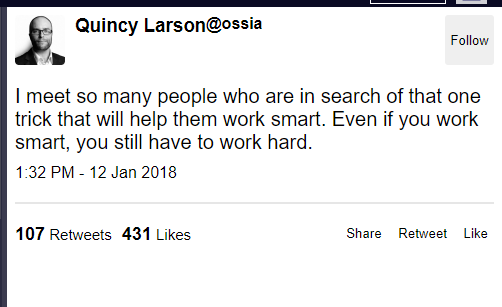 Quincy Larson@ossia
Follow
I meet so many people who are in search of that one
trick that will help them work smart. Even if you work
smart, you still have to work hard.
1:32 PM - 12 Jan 2018
107 Retweets 431 Likes
Share Retweet Like